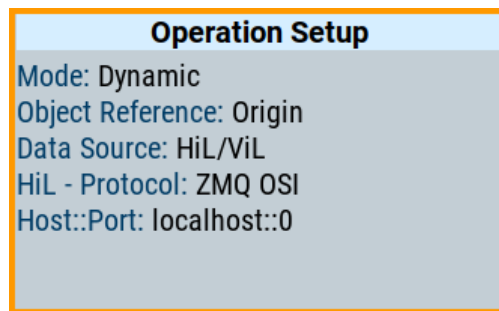 Operation Setup
Mode: Dynamic
Object Reference: Origin
Data Source: HiL/ViL
HiL - Protocol: ZMQ OSI
Host::Port: localhost::0